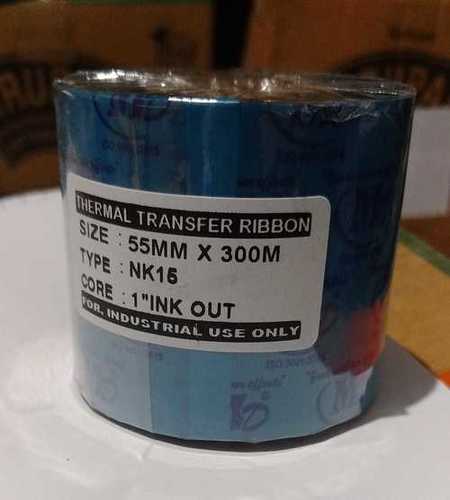 THERMAL TRANSFER RIBBON
SIZE : 55MM X 300M
TYPE : NK15
CORE : 1"INK OUT
FOR, INDUSTRIAL USE ONLY